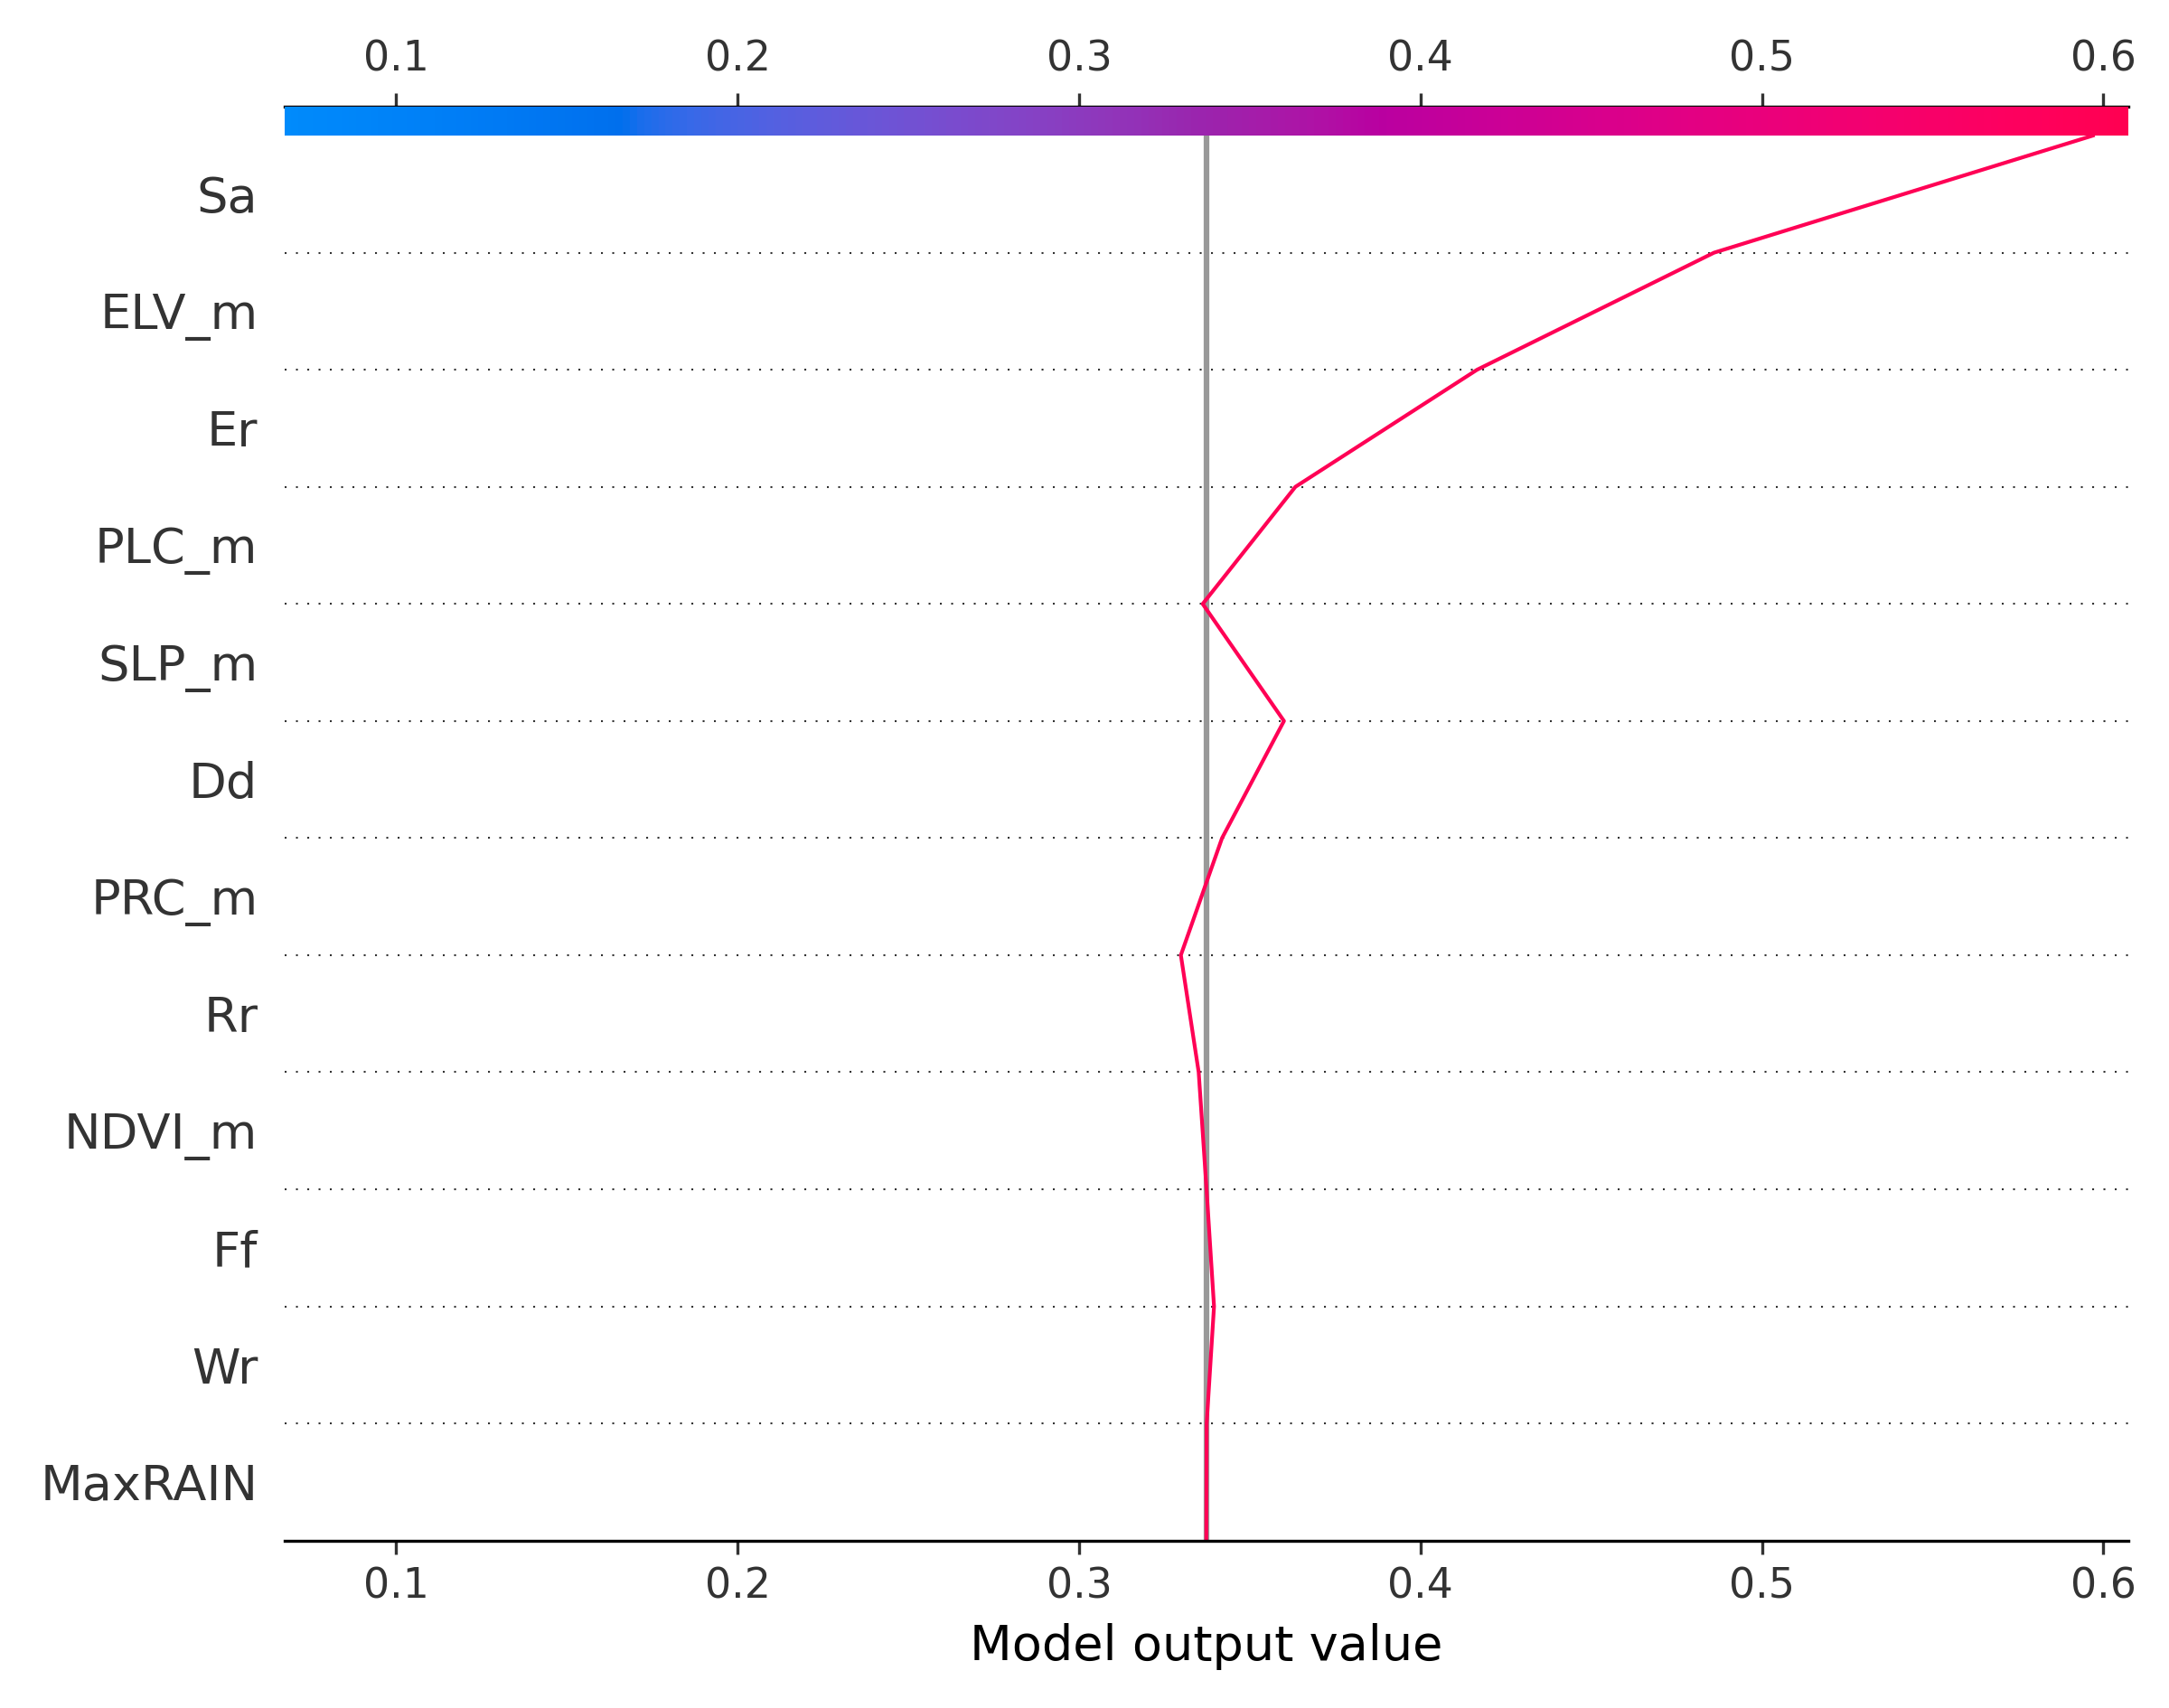 0.1 0.2 0.3 0.4 0.5 0.6
Sa
ELV_m
Er
PLC_m
SLP_m
Dd
PRC_m
Rr
NDVI_m
Ff
Wr
MaxRAIN
0.1 0.2 0.3 0.4 0.5 0.6
Model output value